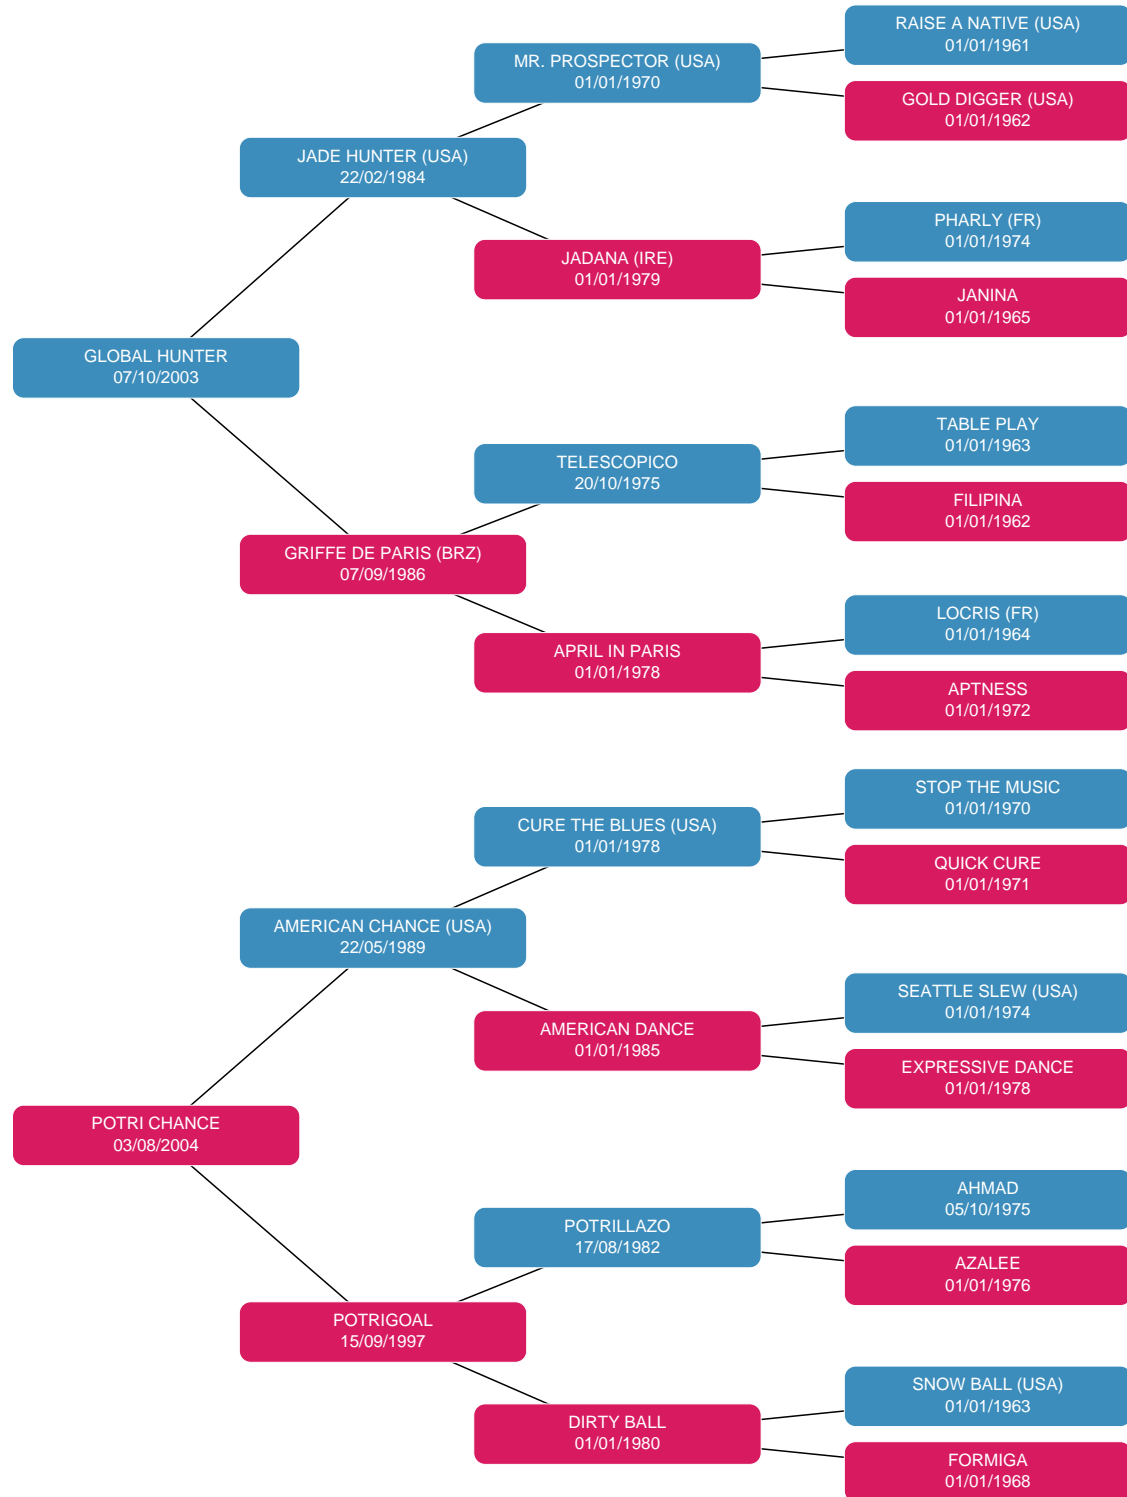 RAISE A NATIVE (USA)
01/01/1961
MR. PROSPECTOR (USA)
01/01/1970
GOLD DIGGER (USA)
01/01/1962
JADE HUNTER (USA)
22/02/1984
PHARLY (FR)
01/01/1974
JADANA (IRE)
01/01/1979
JANINA
01/01/1965
GLOBAL HUNTER
07/10/2003
TABLE PLAY
01/01/1963
TELESCOPICO
20/10/1975
FILIPINA
01/01/1962
GRIFFE DE PARIS (BRZ)
07/09/1986
LOCRIS (FR)
01/01/1964
APRIL IN PARIS
01/01/1978
APTNESS
01/01/1972
STOP THE MUSIC
01/01/1970
CURE THE BLUES (USA)
01/01/1978
QUICK CURE
01/01/1971
AMERICAN CHANCE (USA)
22/05/1989
SEATTLE SLEW (USA)
01/01/1974
AMERICAN DANCE
01/01/1985
EXPRESSIVE DANCE
01/01/1978
POTRI CHANCE
03/08/2004
AHMAD
05/10/1975
POTRILLAZO
17/08/1982
AZALEE
01/01/1976
POTRIGOAL
15/09/1997
SNOW BALL (USA)
01/01/1963
DIRTY BALL
01/01/1980
FORMIGA
01/01/1968